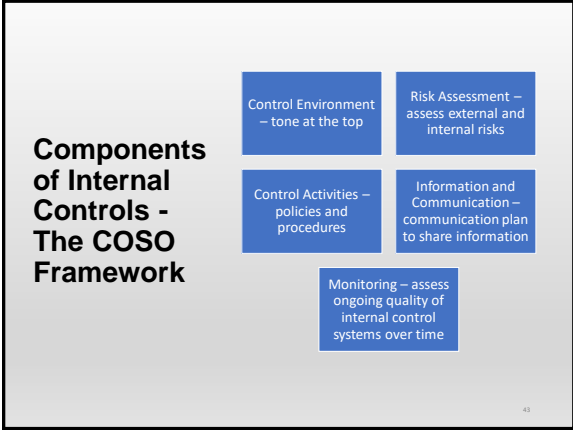 Components
of Internal
Controls -
The COSO
Framework
Control Environment
– tone at the top
Risk Assessment –
assess external and
internal risks
Control Activities –
policies and
procedures
Information and
Communication –
communication plan
to share information
Monitoring – assess
ongoing quality of
internal control
systems over time
43